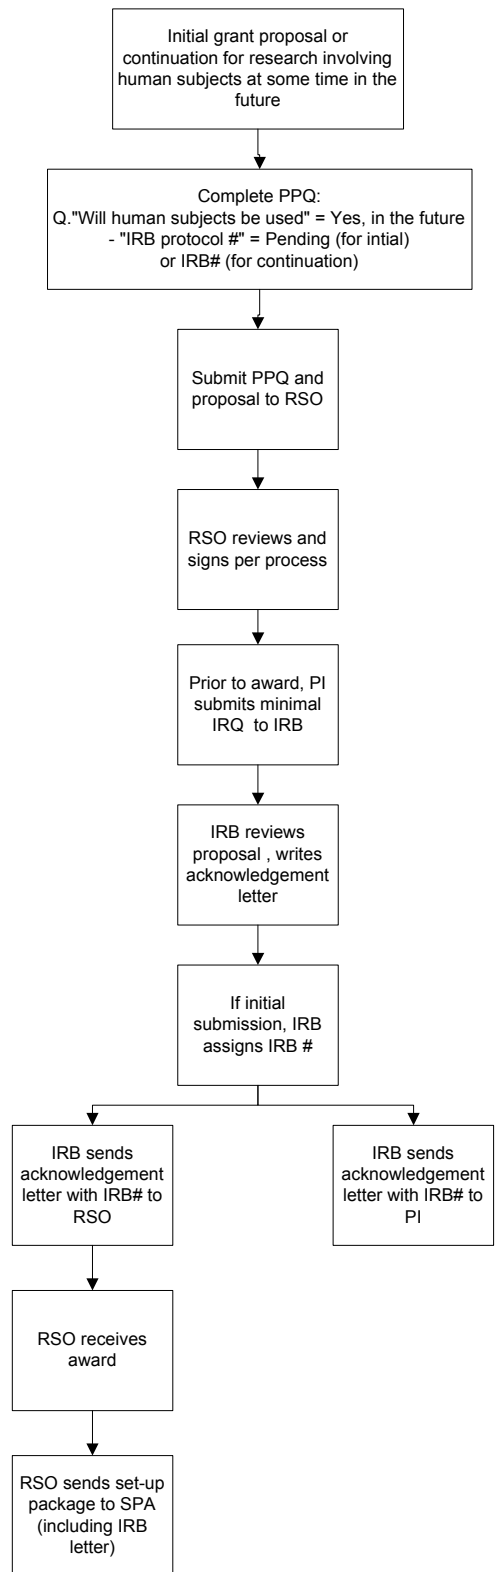 Initial grant proposal or
continuation for research involving
human subjects at some time in the
future
Complete PPQ:
Q."Will human subjects be used" = Yes, in the future
- "IRB protocol #" = Pending (for intial)
or IRB# (for continuation)
Submit PPQ and
proposal to RSO
RSO reviews and
signs per process
Prior to award, PI
submits minimal
IRQ to IRB
IRB reviews
proposal , writes
acknowledgement
letter
If initial
submission, IRB
assigns IRB #
IRB sends
acknowledgement
letter with IRB# to
RSO
IRB sends
acknowledgement
letter with IRB# to
PI
RSO receives
award
RSO sends set-up
package to SPA
(including IRB
letter)